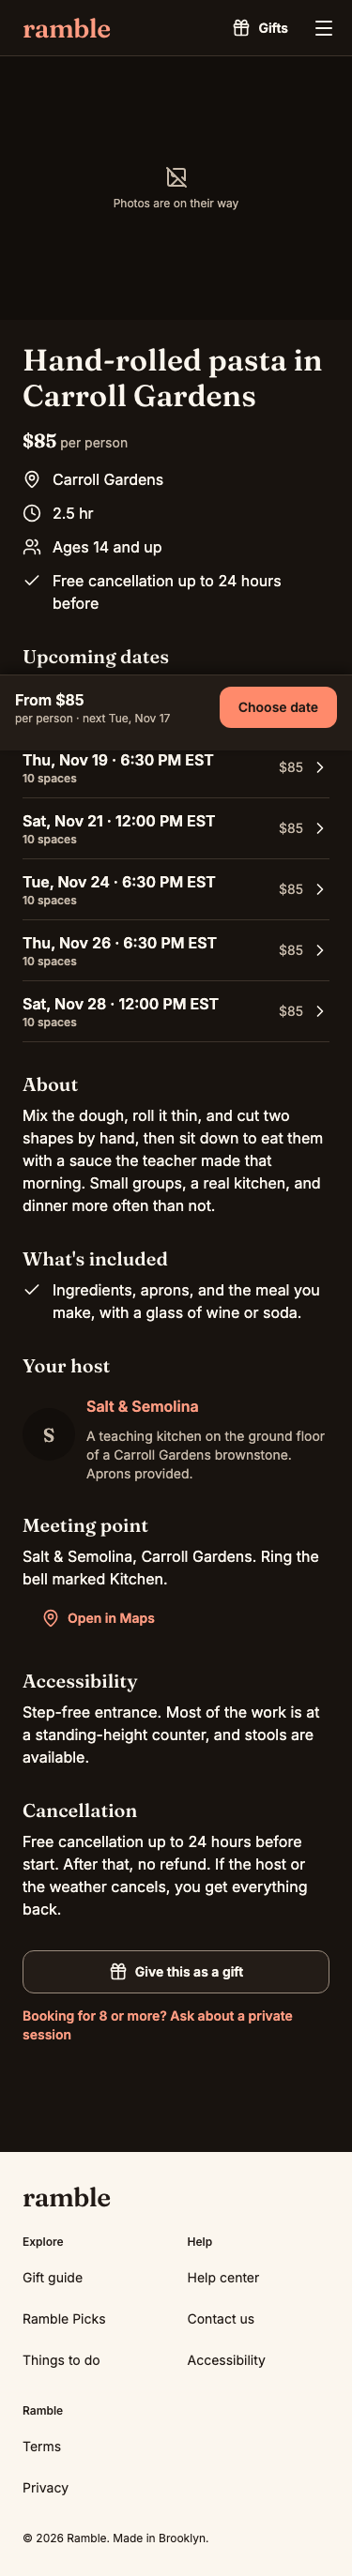 ramble
Gifts
Photos are on their way
Hand-rolled pasta in
Carroll Gardens
$85 per person
Carroll Gardens
2.5 hr
Ages 14 and up
Free cancellation up to 24 hours
before
Upcoming dates
From $85
per person · next Tue, Nov 17
Choose date
Thu, Nov 19 · 6:30 PM EST
10 spaces
$85
Sat, Nov 21 · 12:00 PM EST
10 spaces
$85
Tue, Nov 24 · 6:30 PM EST
10 spaces
$85
Thu, Nov 26 · 6:30 PM EST
10 spaces
$85
Sat, Nov 28 · 12:00 PM EST
10 spaces
$85
About
Mix the dough, roll it thin, and cut two
shapes by hand, then sit down to eat them
with a sauce the teacher made that
morning. Small groups, a real kitchen, and
dinner more often than not.
What's included
Ingredients, aprons, and the meal you
make, with a glass of wine or soda.
Your host
S
Salt & Semolina
A teaching kitchen on the ground floor
of a Carroll Gardens brownstone.
Aprons provided.
Meeting point
Salt & Semolina, Carroll Gardens. Ring the
bell marked Kitchen.
Open in Maps
Accessibility
Step-free entrance. Most of the work is at
a standing-height counter, and stools are
available.
Cancellation
Free cancellation up to 24 hours before
start. After that, no refund. If the host or
the weather cancels, you get everything
back.
Give this as a gift
Booking for 8 or more? Ask about a private
session
ramble
Explore
Gift guide
Ramble Picks
Things to do
Help
Help center
Contact us
Accessibility
Ramble
Terms
Privacy
© 2026 Ramble. Made in Brooklyn.